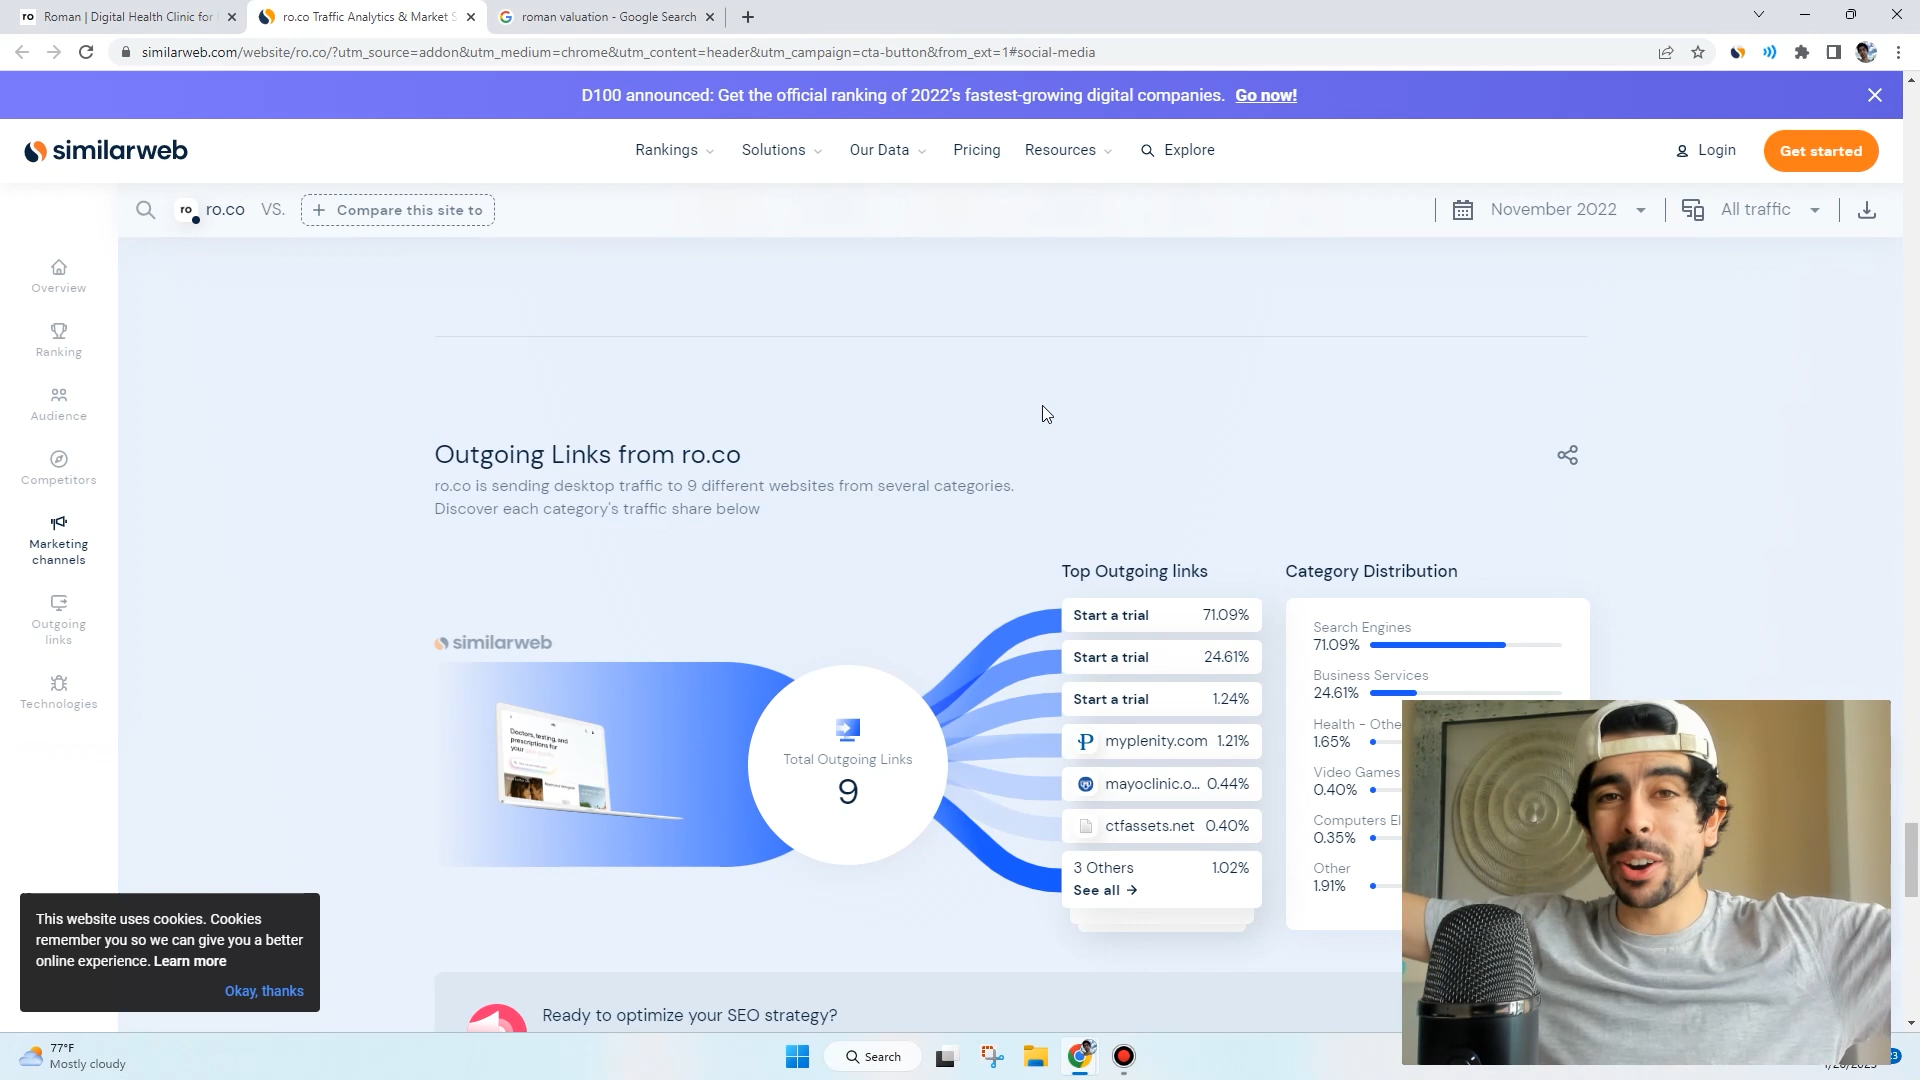 ro Roman | Digital Health Clinic for
ro.co Traffic Analytics & Market S
roman valuation - Google Search
similarweb.com/website/ro.co/?utm_source=addon&utm_medium=chrome&utm_content=header&utm_campaign=cta-button&from_ext=1#social-media
D100 announced: Get the official ranking of 2022's fastest-growing digital companies. Go now!
similarweb
Rankings
Solutions
Our Data
Pricing
Resources
Explore
Login
Get started
ro ro.co VS. + Compare this site to
November 2022
All traffic
Overview
Ranking
Audience
Competitors
Marketing
channels
Outgoing
links
Technologies
Outgoing Links from ro.co
ro.co is sending desktop traffic to 9 different websites from several categories.
Discover each category's traffic share below
similarweb
Doctors, testing, and
prescriptions for
your
Total Outgoing Links
9
Top Outgoing links
Start a trial 71.09%
Start a trial 24.61%
Start a trial 1.24%
myplenity.com 1.21%
mayoclinic.o... 0.44%
ctfassets.net 0.40%
3 Others 1.02%
See all →
Category Distribution
Search Engines
71.09%
Business Services
24.61%
Health - Othe
1.65%
Video Games
0.40%
Computers El
0.35%
Other
1.91%
This website uses cookies. Cookies
remember you so we can give you a better
online experience. Learn more
Okay, thanks
Ready to optimize your SEO strategy?
77°F
Mostly cloudy
Search